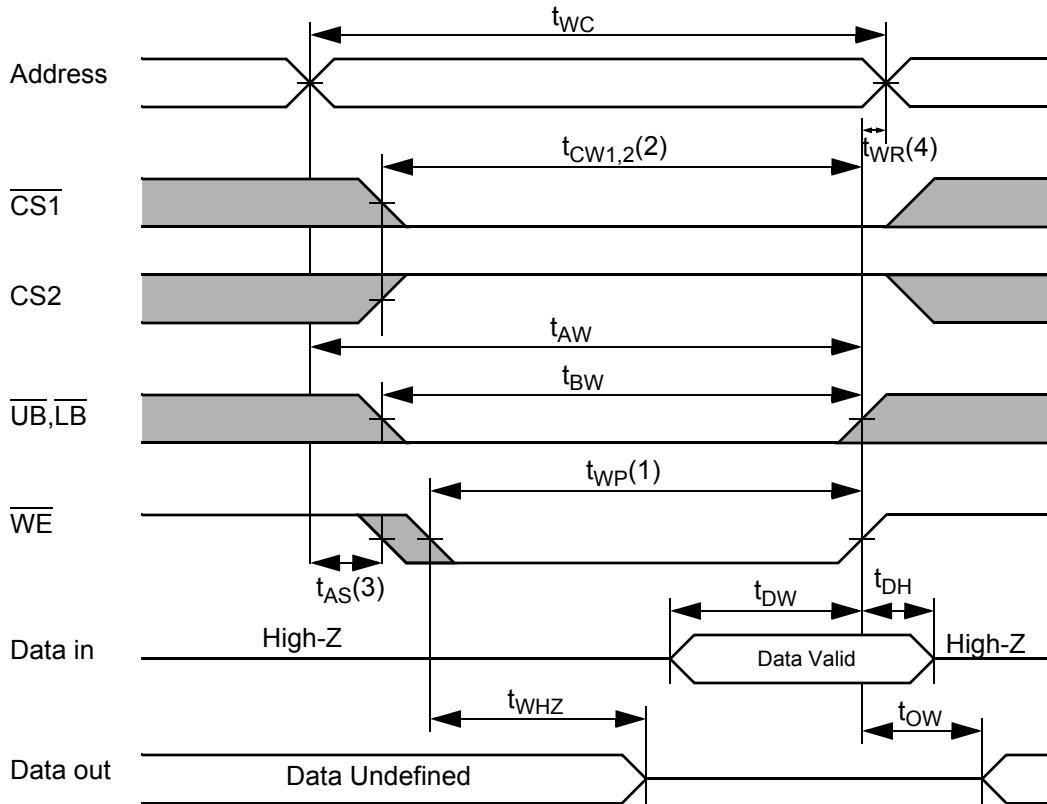 tWC
Address
tCW1,2(2)
tWR(4)
CS1
CS2
tAW
tBW
UB,LB
tWP(1)
WE
tAS(3)
tDW
tDH
Data in
High-Z
Data Valid
High-Z
tWHZ
tOW
Data out
Data Undefined